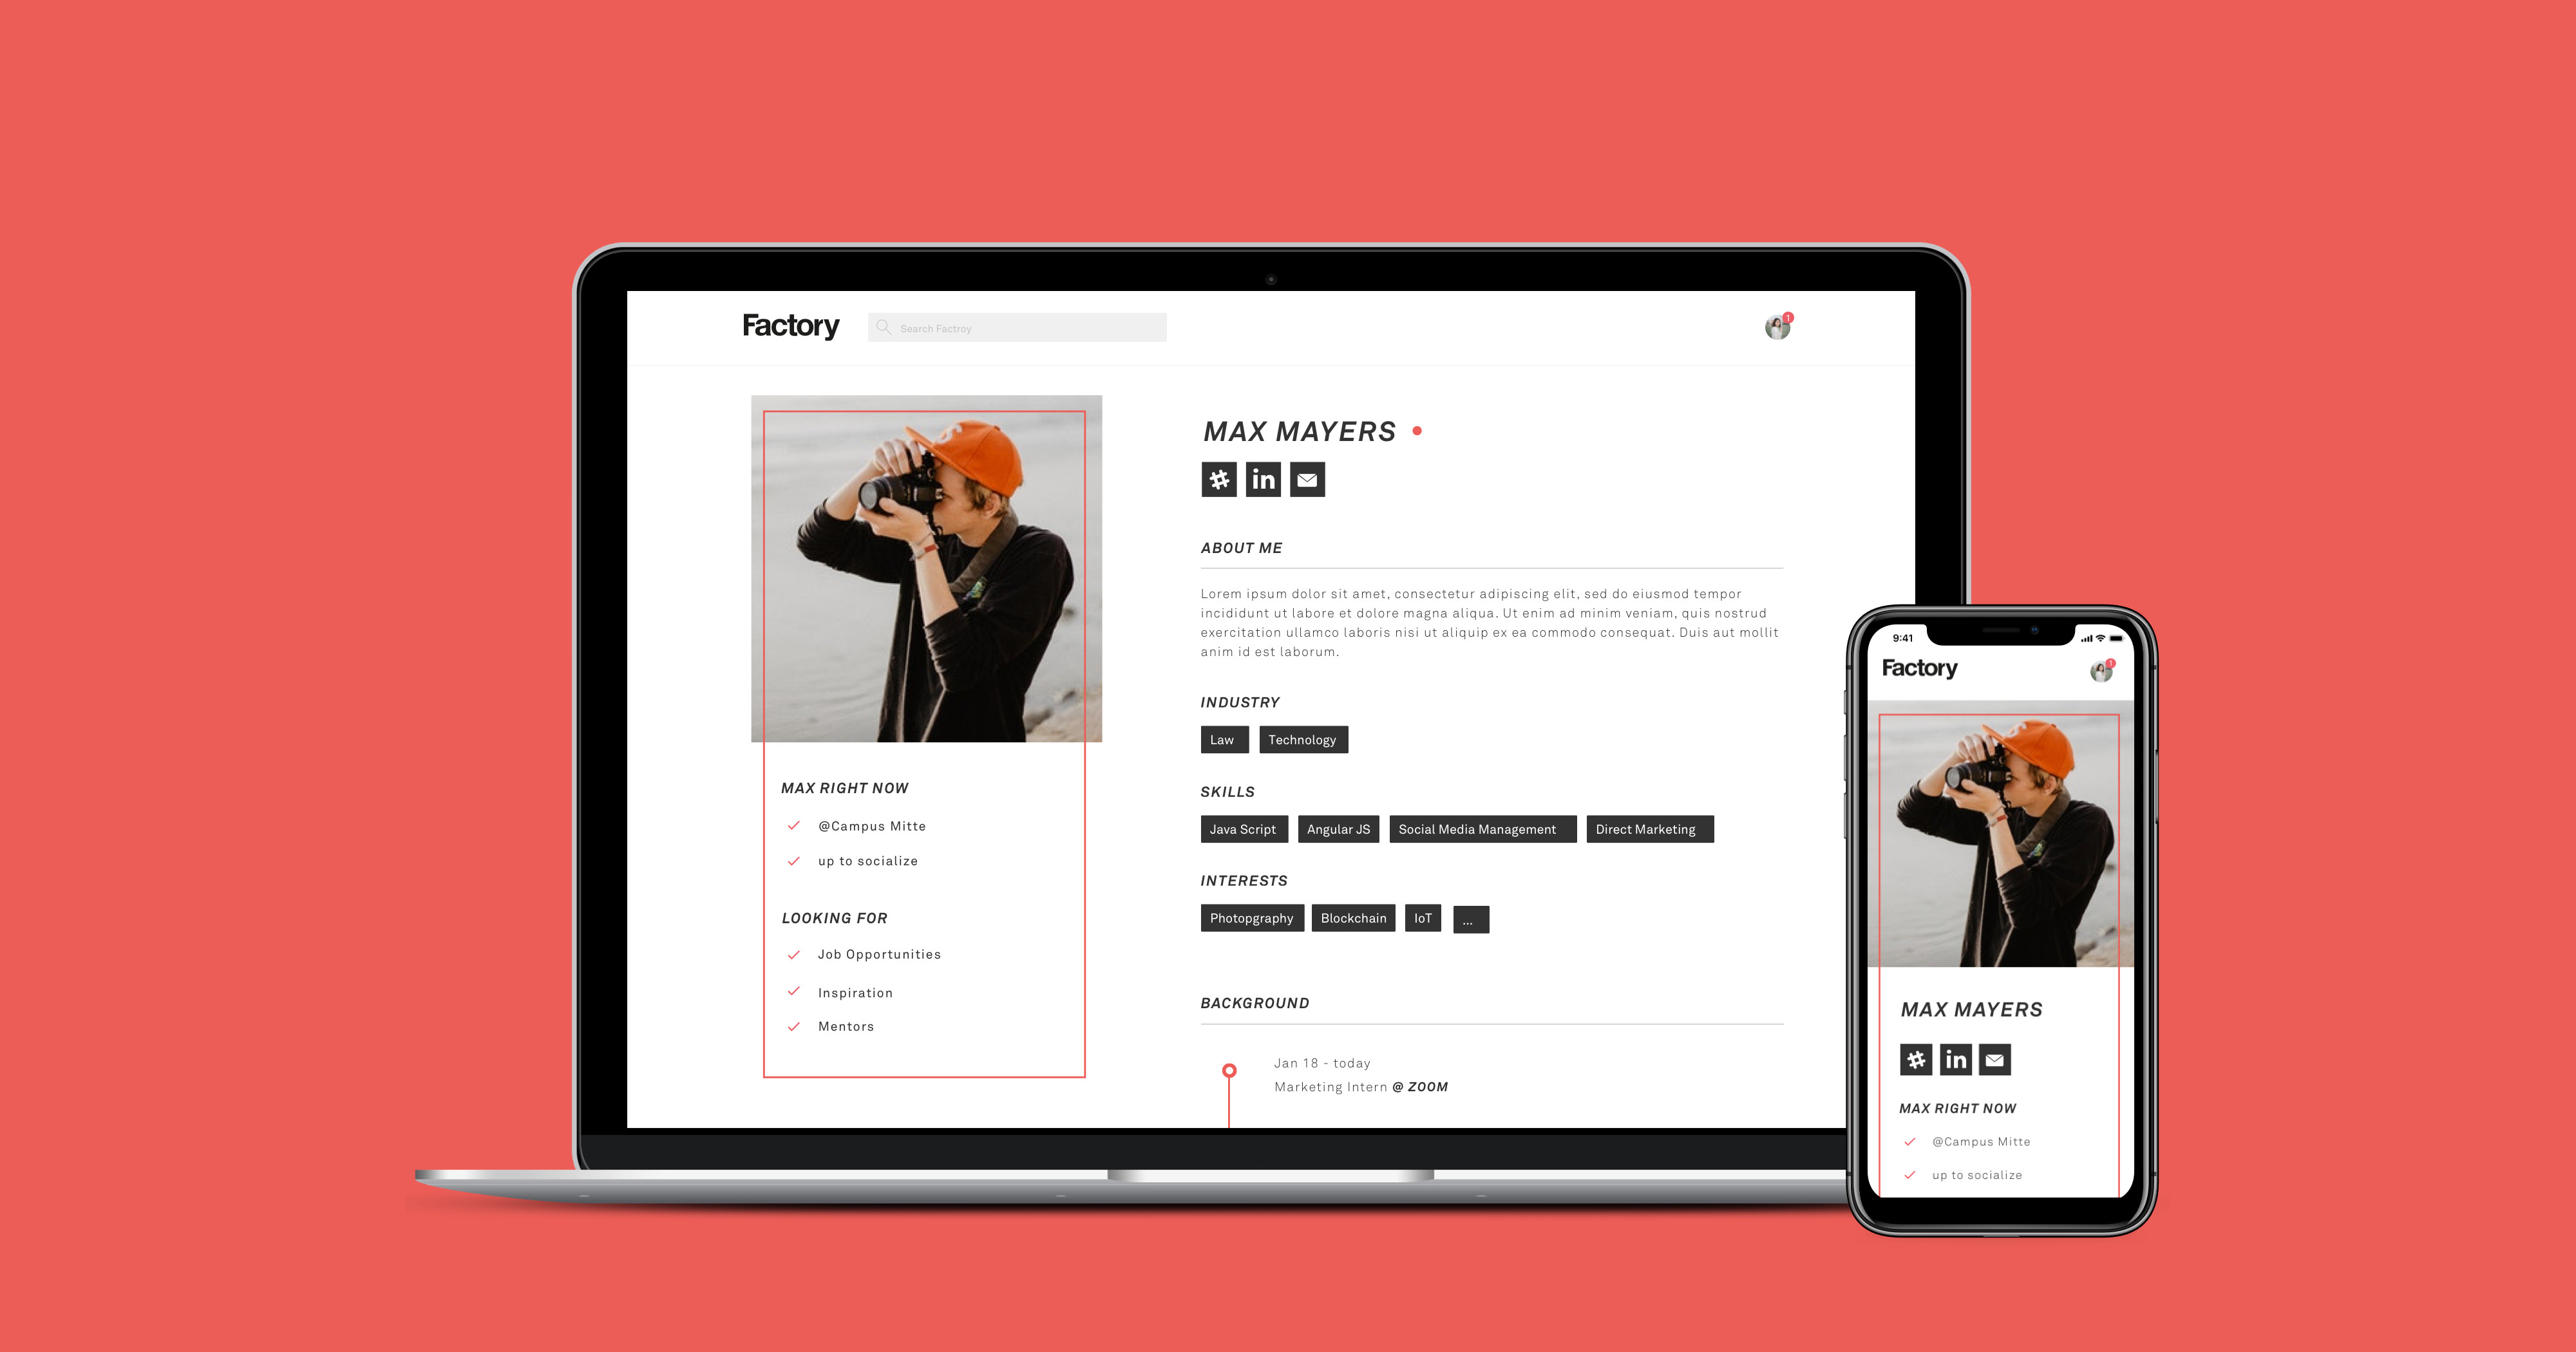 Factory
Search Factroy
1
MAX MAYERS
in
ABOUT ME
Lorem ipsum dolor sit amet, consectetur adipiscing elit, sed do eiusmod tempor
incididunt ut labore et dolore magna aliqua. Ut enim ad minim veniam, quis nostrud
exercitation ullamco laboris nisi ut aliquip ex ea commodo consequat. Duis aut mollit
anim id est laborum.
INDUSTRY
Law Technology
SKILLS
Java Script Angular JS Social Media Management Direct Marketing
INTERESTS
Photopgraphy Blockchain IoT ...
BACKGROUND
Jan 18 - today
Marketing Intern @ ZOOM
MAX RIGHT NOW
@Campus Mitte
up to socialize
LOOKING FOR
Job Opportunities
Inspiration
Mentors
9:41
Factory
1
MAX MAYERS
in
MAX RIGHT NOW
@Campus Mitte
up to socialize